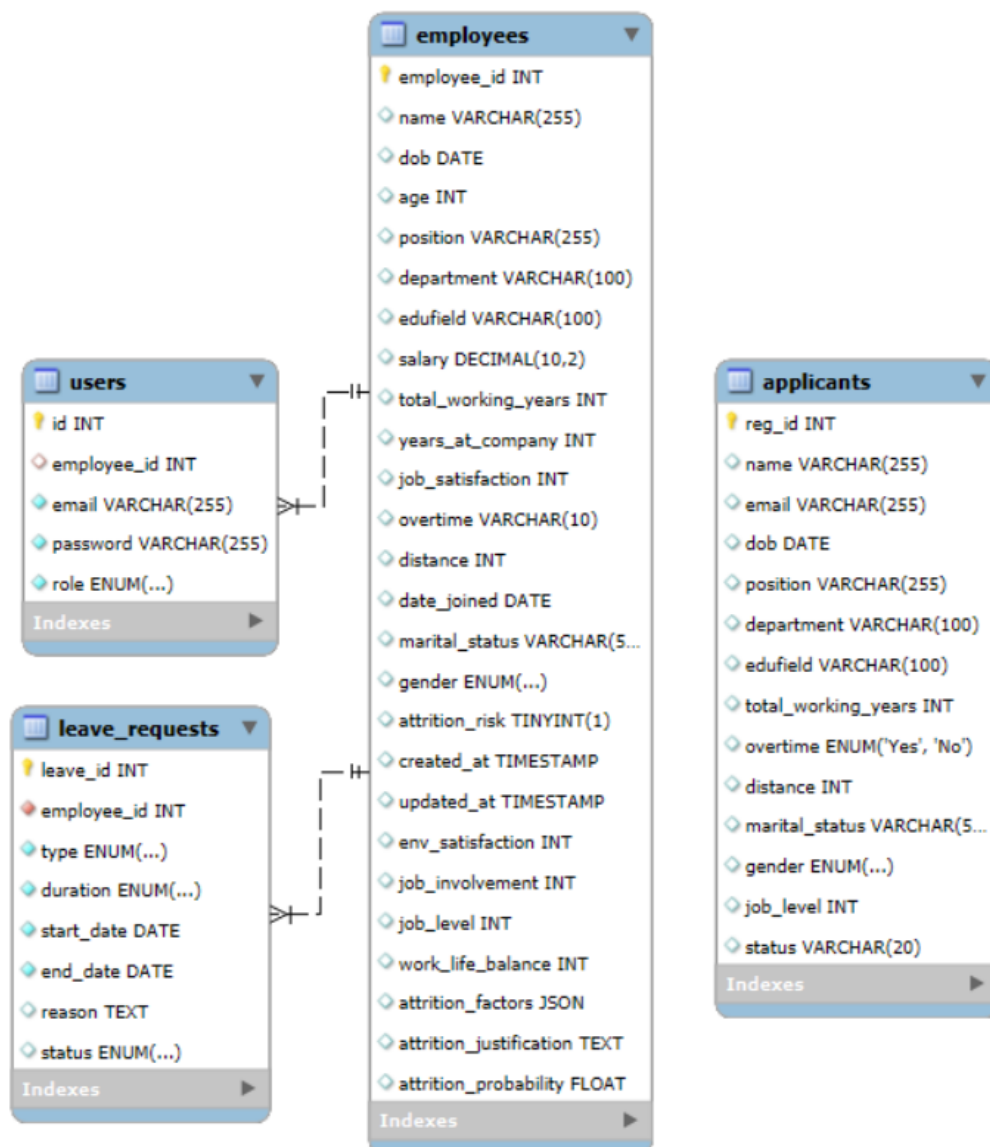 employees
employee_id INT
name VARCHAR(255)
dob DATE
age INT
position VARCHAR(255)
department VARCHAR(100)
edufield VARCHAR(100)
salary DECIMAL(10,2)
total_working_years INT
years_at_company INT
job_satisfaction INT
overtime VARCHAR(10)
distance INT
date_joined DATE
marital_status VARCHAR(5...
gender ENUM(...)
attrition_risk TINYINT(1)
created_at TIMESTAMP
updated_at TIMESTAMP
env_satisfaction INT
job_involvement INT
job_level INT
work_life_balance INT
attrition_factors JSON
attrition_justification TEXT
attrition_probability FLOAT
Indexes
users
id INT
employee_id INT
email VARCHAR(255)
password VARCHAR(255)
role ENUM(...)
Indexes
leave_requests
leave_id INT
employee_id INT
type ENUM(...)
duration ENUM(...)
start_date DATE
end_date DATE
reason TEXT
status ENUM(...)
Indexes
applicants
reg_id INT
name VARCHAR(255)
email VARCHAR(255)
dob DATE
position VARCHAR(255)
department VARCHAR(100)
edufield VARCHAR(100)
total_working_years INT
overtime ENUM('Yes', 'No')
distance INT
marital_status VARCHAR(5...
gender ENUM(...)
job_level INT
status VARCHAR(20)
Indexes